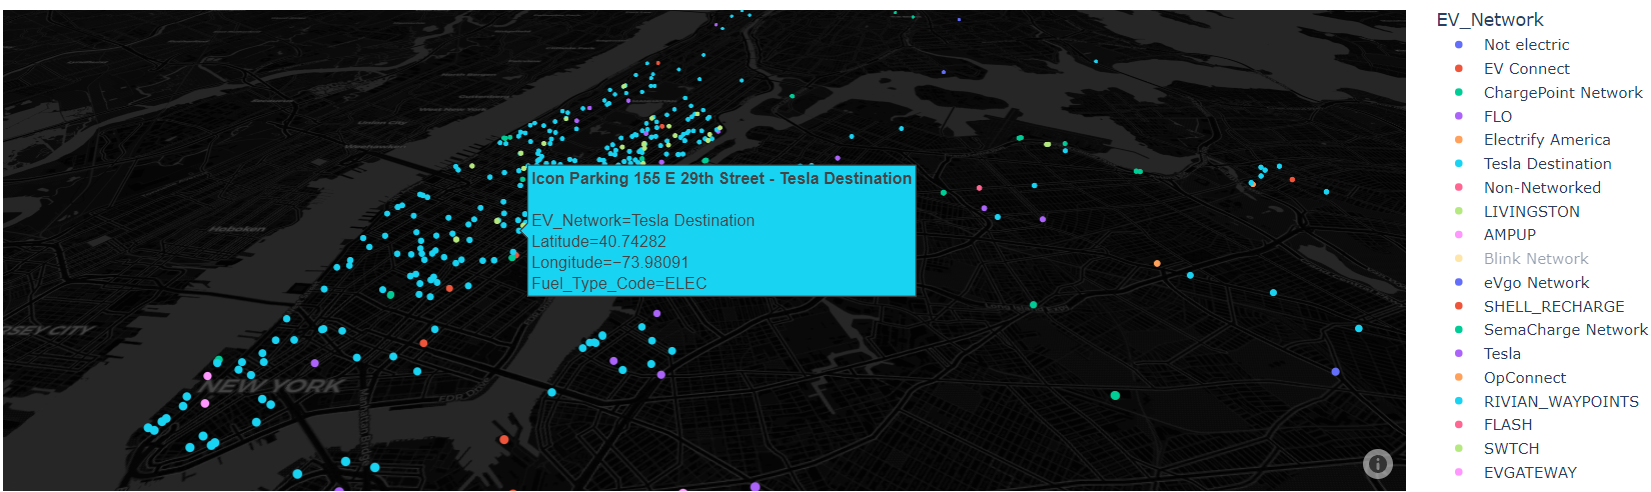 EV_Network
Not electric
EV Connect
ChargePoint Network
FLO
Electrify America
Tesla Destination
Non-Networked
LIVINGSTON
AMPUP
Blink Network
eVgo Network
SHELL_RECHARGE
SemaCharge Network
Tesla
OpConnect
RIVIAN_WAYPOINTS
FLASH
SWTCH
EVGATEWAY
Icon Parking 155 E 29th Street - Tesla Destination
EV_Network=Tesla Destination
Latitude=40.74282
Longitude=−73.98091
Fuel_Type_Code=ELEC
Hoboken
RSEY CITY
NEW YORK